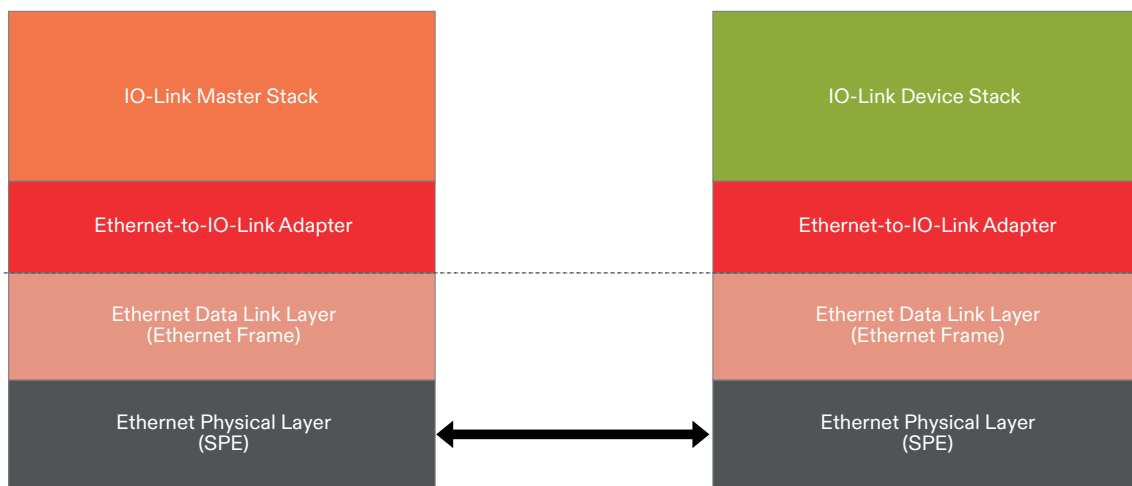 IO-Link Master Stack
Ethernet-to-IO-Link Adapter
Ethernet Data Link Layer
(Ethernet Frame)
Ethernet Physical Layer
(SPE)
IO-Link Device Stack
Ethernet-to-IO-Link Adapter
Ethernet Data Link Layer
(Ethernet Frame)
Ethernet Physical Layer
(SPE)